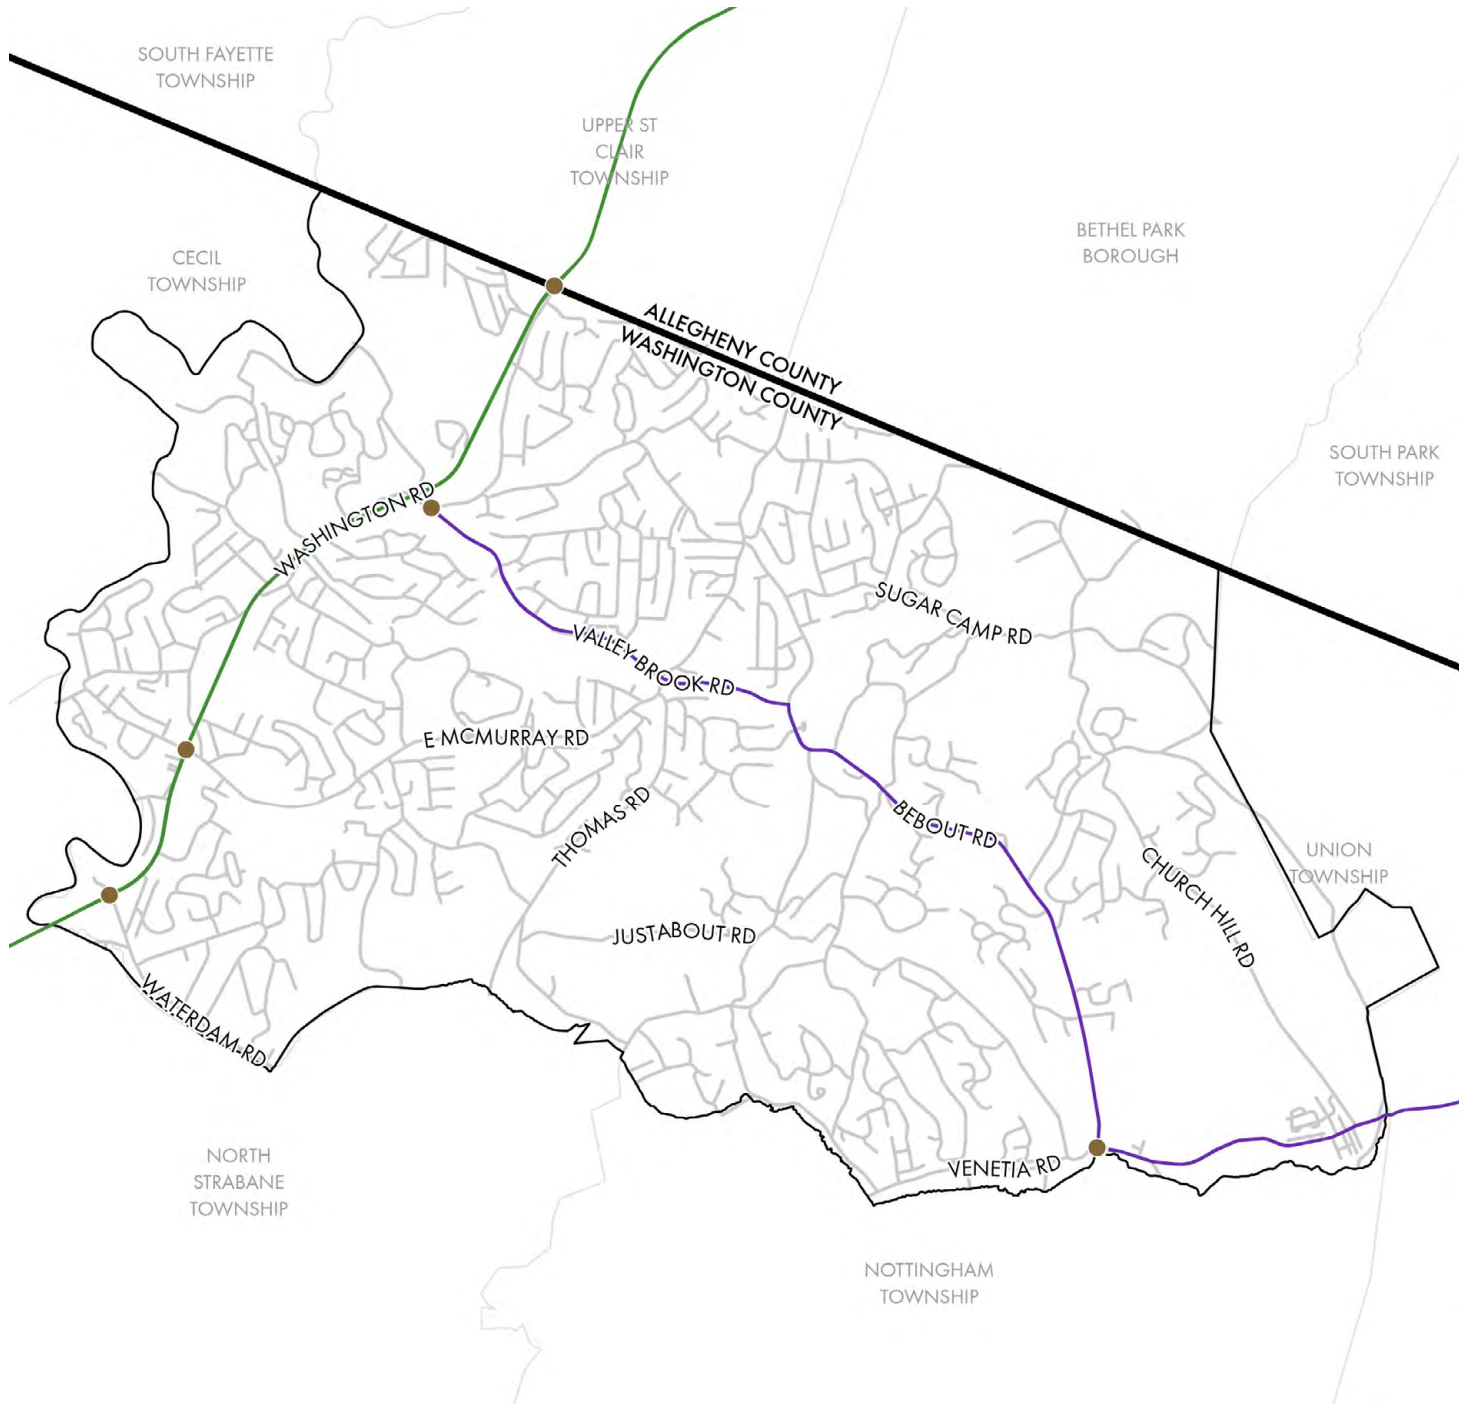 SOUTH FAYETTE
TOWNSHIP
UPPER ST
CLAIR
TOWNSHIP
BETHEL PARK
BOROUGH
CECIL
TOWNSHIP
ALLEGHENY COUNTY
WASHINGTON COUNTY
SOUTH PARK
TOWNSHIP
WASHINGTON RD
SUGAR CAMP RD
VALLEY BROOK RD
E MCMURRAY RD
THOMAS RD
BEBOUT RD
CHURCH HILL RD
UNION
TOWNSHIP
JUSTABOUT RD
WATERDAM RD
VENETIA RD
NORTH
STRABANE
TOWNSHIP
NOTTINGHAM
TOWNSHIP